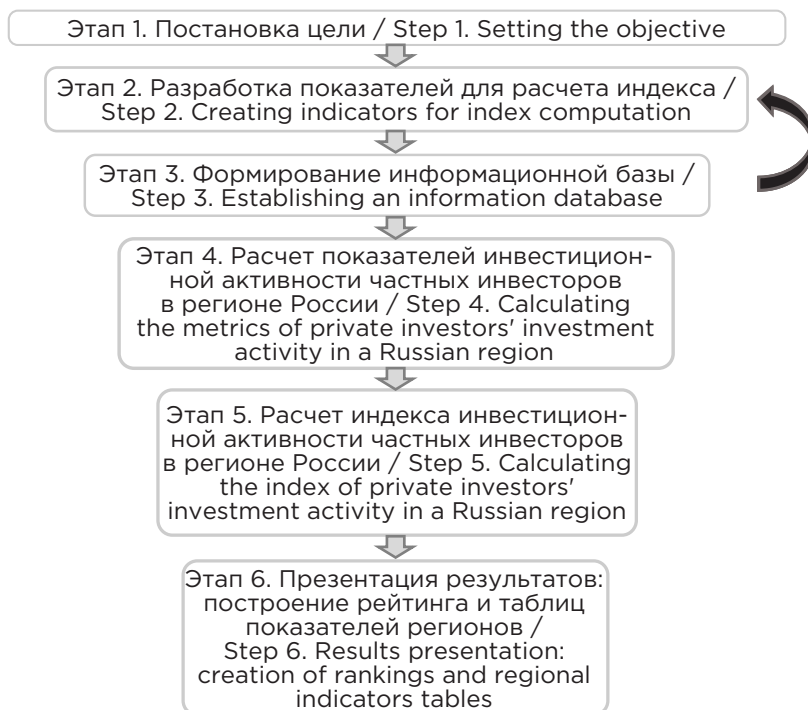 Этап 1. Постановка цели / Step 1. Setting the objective
Этап 2. Разработка показателей для расчета индекса /
Step 2. Creating indicators for index computation
Этап 3. Формирование информационной базы /
Step 3. Establishing an information database
Этап 4. Расчет показателей инвестицион-
ной активности частных инвесторов
в регионе России / Step 4. Calculating
the metrics of private investors' investment
activity in a Russian region
Этап 5. Расчет индекса инвестицион-
ной активности частных инвесторов
в регионе России / Step 5. Calculating
the index of private investors'
investment activity in a Russian region
Этап 6. Презентация результатов:
построение рейтинга и таблиц
показателей регионов /
Step 6. Results presentation:
creation of rankings and regional
indicators tables